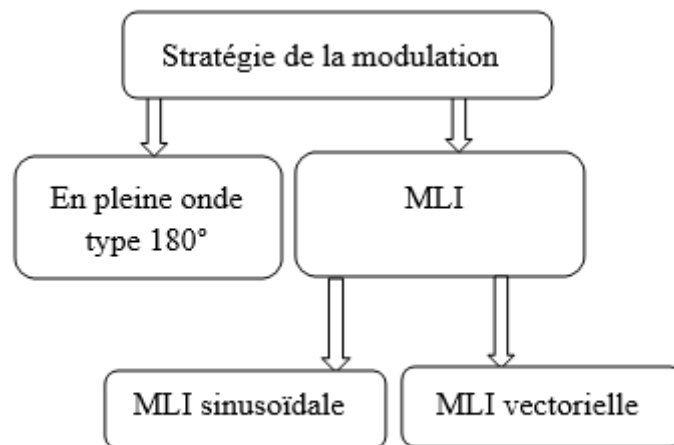 Stratégie de la modulation
En pleine onde
type 180°
MLI
MLI sinusoïdale
MLI vectorielle